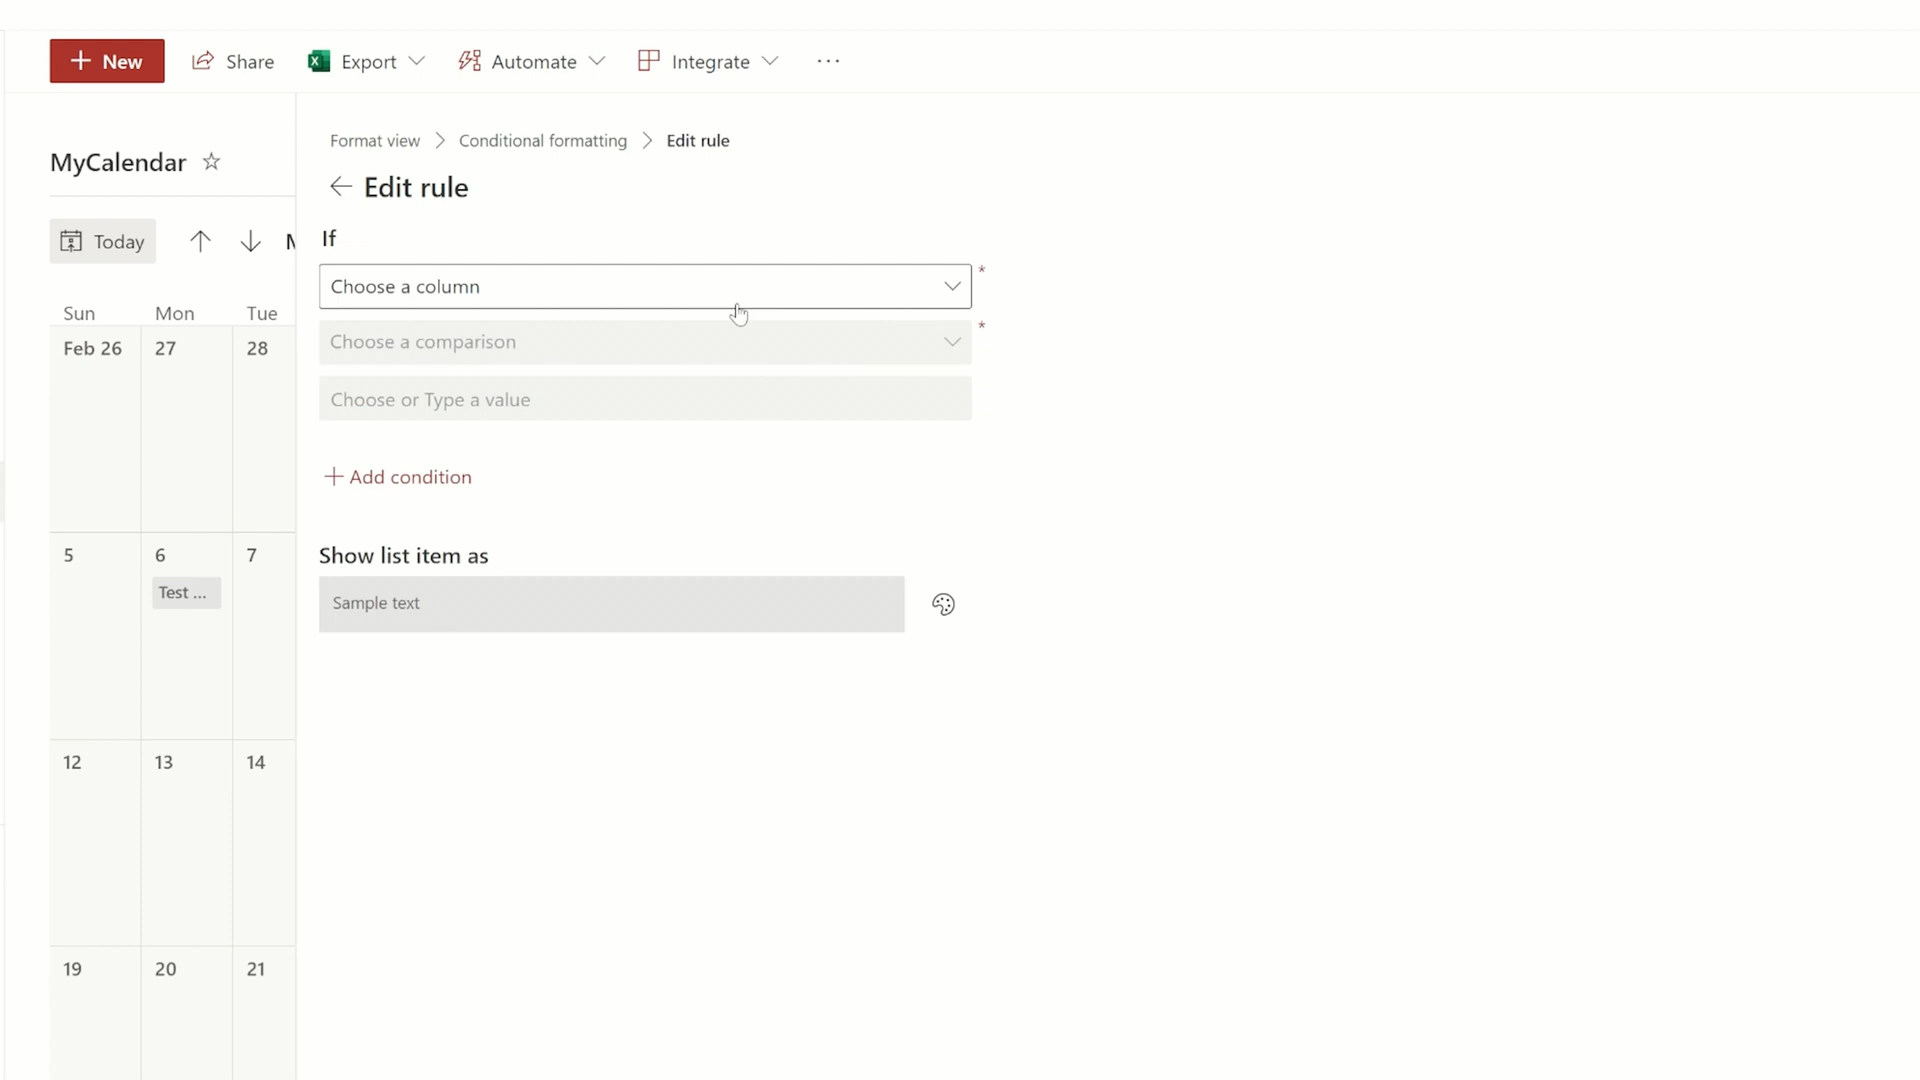 New Share Export Automate Integrate ...
MyCalendar
Today
Sun Mon Tue
Feb 26 27 28
5 6 7
Test ...
12 13 14
19 20 21
Format view > Conditional formatting > Edit rule
Edit rule
If
Choose a column *
Choose a comparison *
Choose or Type a value
+ Add condition
Show list item as
Sample text